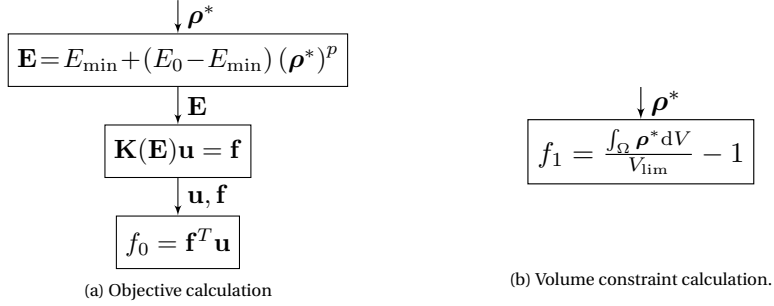 ρ*
E = E_min + (E_0 − E_min) (ρ*)^p
E
K(E)u = f
u, f
f_0 = f^T u
(a) Objective calculation
ρ*
f_1 = ∫_Ω ρ* dV / V_lim − 1
(b) Volume constraint calculation.